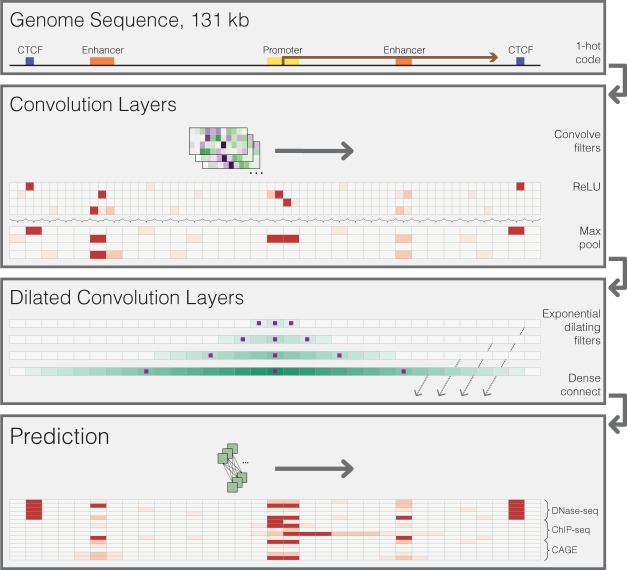 Genome Sequence, 131 kb
CTCF
Enhancer
Promoter
Enhancer
CTCF
1-hot
code
Convolution Layers
Convolve
filters
...
ReLU
Max
pool
Dilated Convolution Layers
Exponential
dilating
filters
Dense
connect
Prediction
...
DNase-seq
ChIP-seq
CAGE